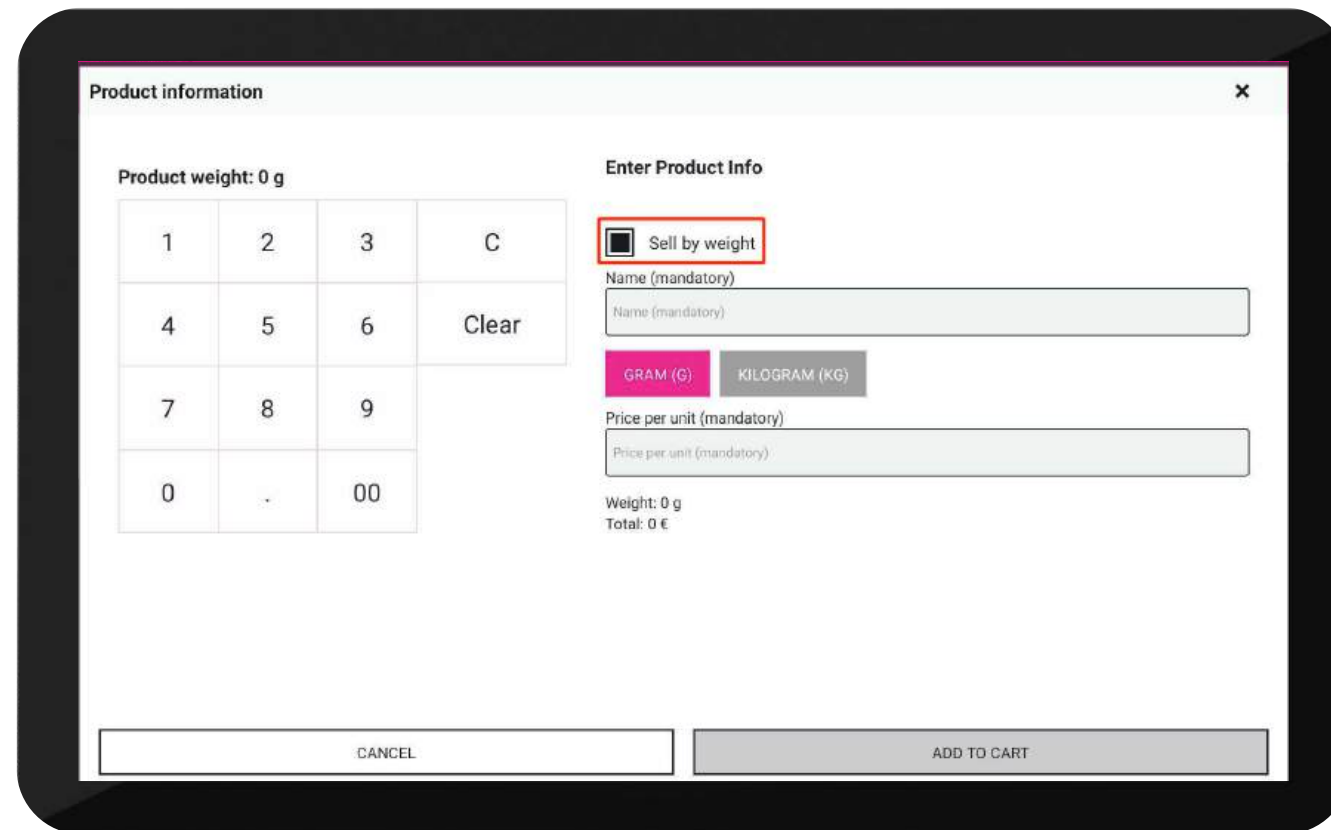 Product information
×
Product weight: 0 g
1 2 3 C
4 5 6 Clear
7 8 9
0 . 00
Enter Product Info
Sell by weight
Name (mandatory)
Name (mandatory)
GRAM (G) KILOGRAM (KG)
Price per unit (mandatory)
Price per unit (mandatory)
Weight: 0 g
Total: 0 €
CANCEL ADD TO CART